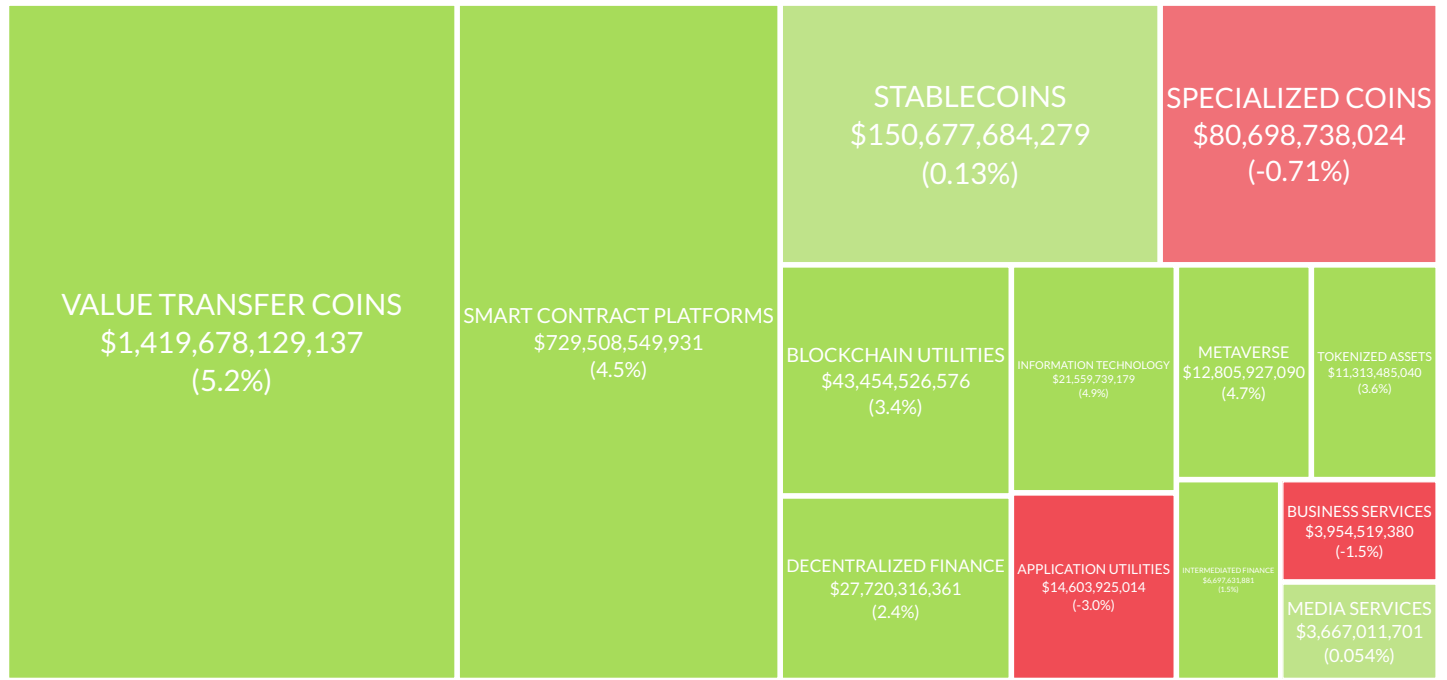 VALUE TRANSFER COINS
$1,419,678,129,137
(5.2%)
SMART CONTRACT PLATFORMS
$729,508,549,931
(4.5%)
STABLECOINS
$150,677,684,279
(0.13%)
SPECIALIZED COINS
$80,698,738,024
(-0.71%)
BLOCKCHAIN UTILITIES
$43,454,526,576
(3.4%)
INFORMATION TECHNOLOGY
$21,559,739,179
(4.9%)
METAVERSE
$12,805,927,090
(4.7%)
TOKENIZED ASSETS
$11,313,485,040
(3.6%)
DECENTRALIZED FINANCE
$27,720,316,361
(2.4%)
APPLICATION UTILITIES
$14,603,925,014
(-3.0%)
INTERMEDIATED FINANCE
$6,697,631,881
(1.5%)
BUSINESS SERVICES
$3,954,519,380
(-1.5%)
MEDIA SERVICES
$3,667,011,701
(0.054%)